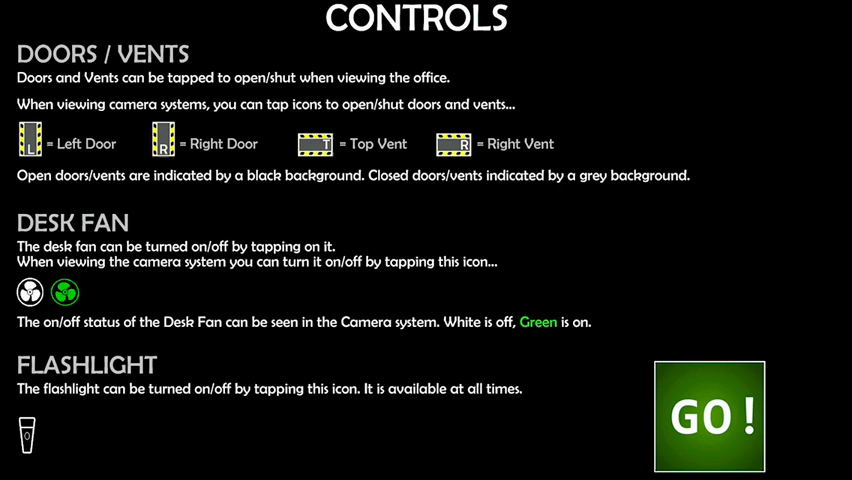 CONTROLS
DOORS / VENTS
Doors and Vents can be tapped to open/shut when viewing the office.
When viewing camera systems, you can tap icons to open/shut doors and vents...
L = Left Door R = Right Door T = Top Vent R = Right Vent
Open doors/vents are indicated by a black background. Closed doors/vents indicated by a grey background.
DESK FAN
The desk fan can be turned on/off by tapping on it.
When viewing the camera system you can turn it on/off by tapping this icon...
The on/off status of the Desk Fan can be seen in the Camera system. White is off, Green is on.
FLASHLIGHT
The flashlight can be turned on/off by tapping this icon. It is available at all times.
GO!